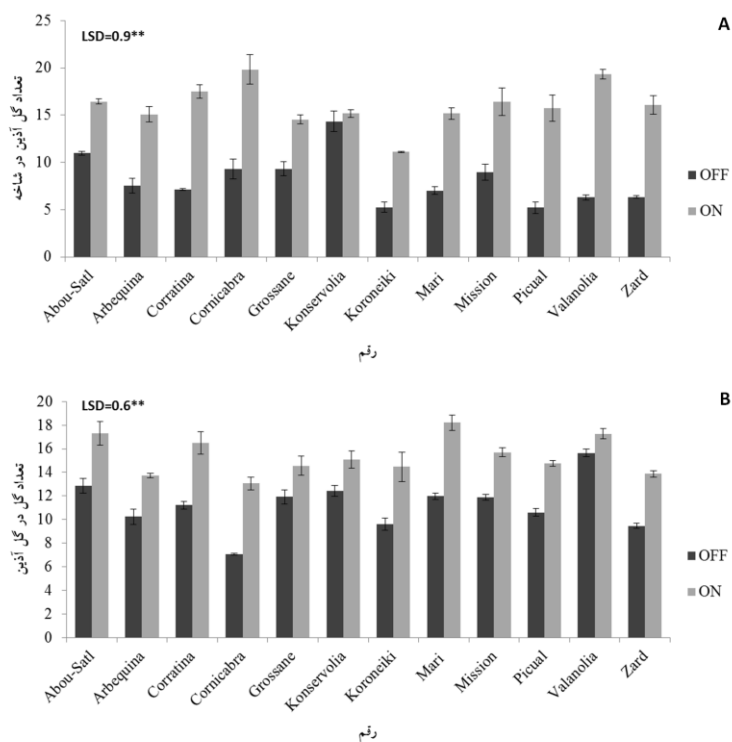 A
LSD=0.9**
تعداد گل آذین در شاخه
25
20
15
10
5
0
OFF
ON
Abou-Satl
Arbequina
Corratina
Cornicabra
Grossane
Konservolia
Koroneiki
Mari
Mission
Picual
Valanolia
Zard
رقم
B
LSD=0.6**
تعداد گل در گل آذین
20
18
16
14
12
10
8
6
4
2
0
OFF
ON
Abou-Satl
Arbequina
Corratina
Cornicabra
Grossane
Konservolia
Koroneiki
Mari
Mission
Picual
Valanolia
Zard
رقم